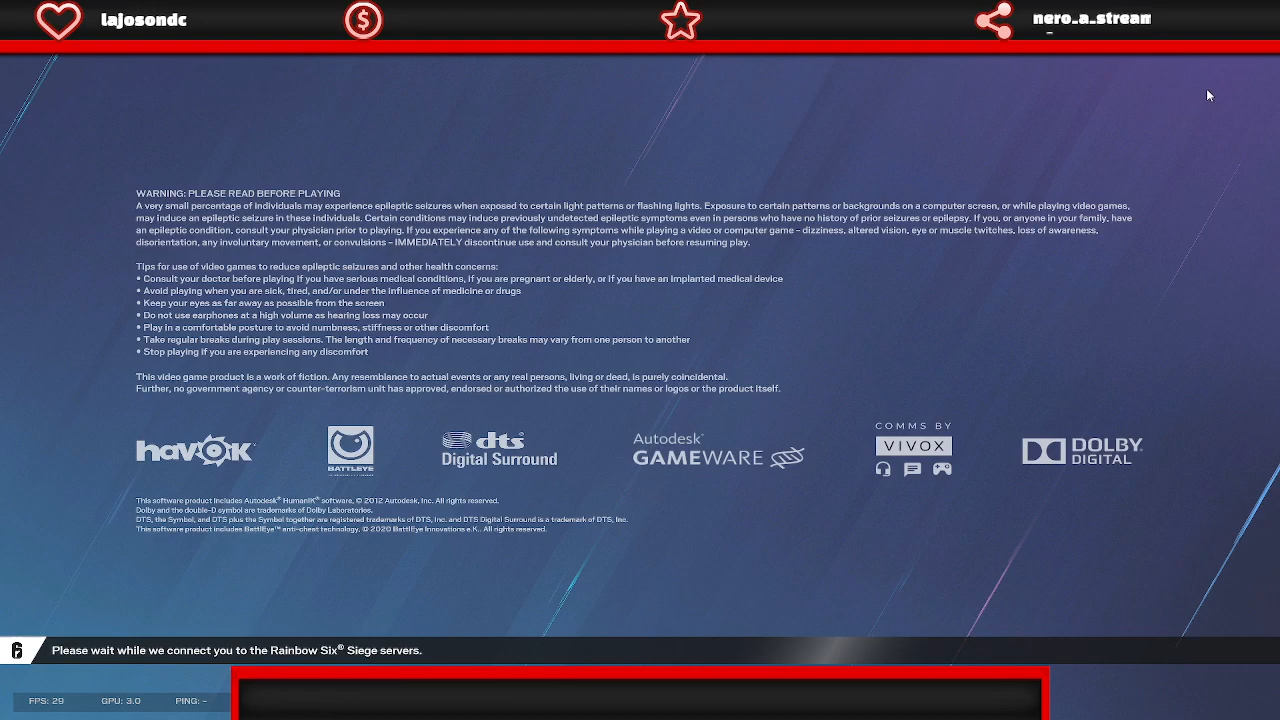 lajosondc
nero_a_stream
WARNING: PLEASE READ BEFORE PLAYING
A very small percentage of individuals may experience epileptic seizures when exposed to certain light patterns or flashing lights. Exposure to certain patterns or backgrounds on a computer screen, or while playing video games,
may induce an epileptic seizure in these individuals. Certain conditions may induce previously undetected epileptic symptoms even in persons who have no history of prior seizures or epilepsy. If you, or anyone in your family, have
an epileptic condition, consult your physician prior to playing. If you experience any of the following symptoms while playing a video or computer game – dizziness, altered vision, eye or muscle twitches, loss of awareness,
disorientation, any involuntary movement, or convulsions – IMMEDIATELY discontinue use and consult your physician before resuming play.
Tips for use of video games to reduce epileptic seizures and other health concerns:
• Consult your doctor before playing if you have serious medical conditions, if you are pregnant or elderly, or if you have an implanted medical device
• Avoid playing when you are sick, tired, and/or under the influence of medicine or drugs
• Keep your eyes as far away as possible from the screen
• Do not use earphones at a high volume as hearing loss may occur
• Play in a comfortable posture to avoid numbness, stiffness or other discomfort
• Take regular breaks during play sessions. The length and frequency of necessary breaks may vary from one person to another
• Stop playing if you are experiencing any discomfort
This video game product is a work of fiction. Any resemblance to actual events or any real persons, living or dead, is purely coincidental.
Further, no government agency or counter-terrorism unit has approved, endorsed or authorized the use of their names or logos or the product itself.
havok
BATTLEYE
dts
Digital Surround
Autodesk®
GAMEWARE
COMMS BY
VIVOX
DOLBY
DIGITAL
This software product includes Autodesk® HumanIK® software, © 2012 Autodesk, Inc. All rights reserved.
Dolby and the double-D symbol are trademarks of Dolby Laboratories.
DTS, the Symbol, and DTS plus the Symbol together are registered trademarks of DTS, Inc. and DTS Digital Surround is a trademark of DTS, Inc.
This software product includes BattlEye™ anti-cheat technology, © 2020 BattlEye Innovations e.K.. All rights reserved.
6 Please wait while we connect you to the Rainbow Six® Siege servers.
FPS: 29 GPU: 3.0 PING: –